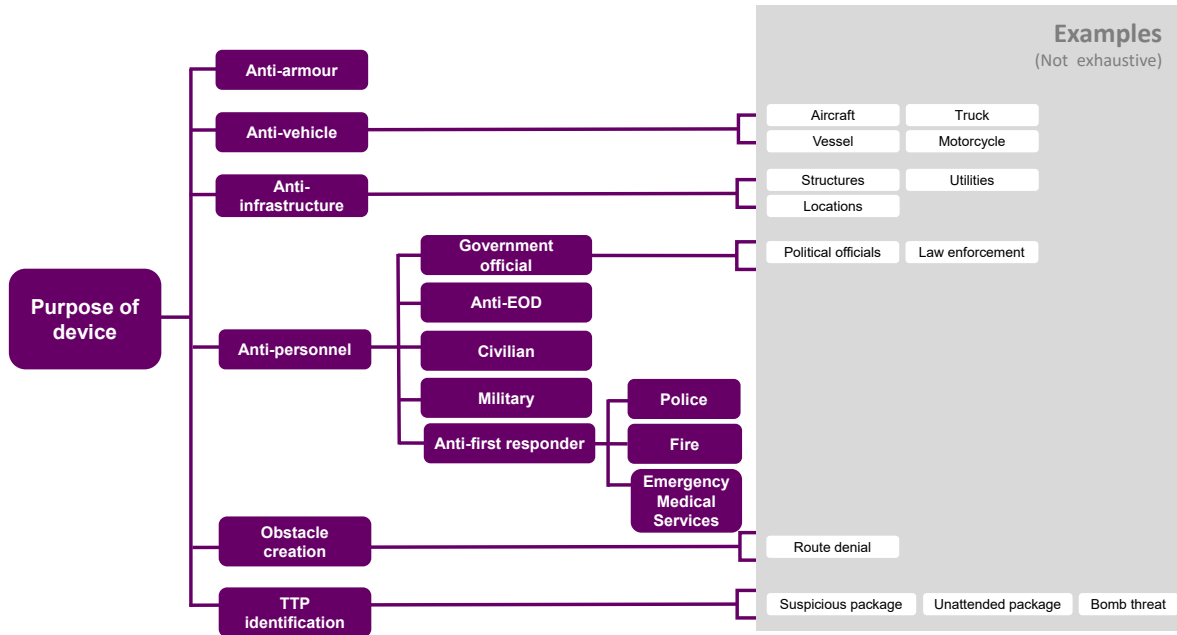 Examples
(Not exhaustive)
Purpose of
device
Anti-armour
Anti-vehicle
Aircraft
Truck
Vessel
Motorcycle
Anti-
infrastructure
Structures
Utilities
Locations
Anti-personnel
Government
official
Political officials
Law enforcement
Anti-EOD
Civilian
Military
Anti-first responder
Police
Fire
Emergency
Medical
Services
Obstacle
creation
Route denial
TTP
identification
Suspicious package
Unattended package
Bomb threat